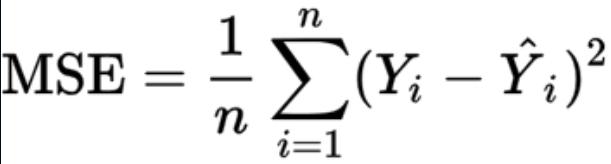 MSE = \frac{1}{n} \sum_{i=1}^{n} (Y_i - \hat{Y}_i)^2